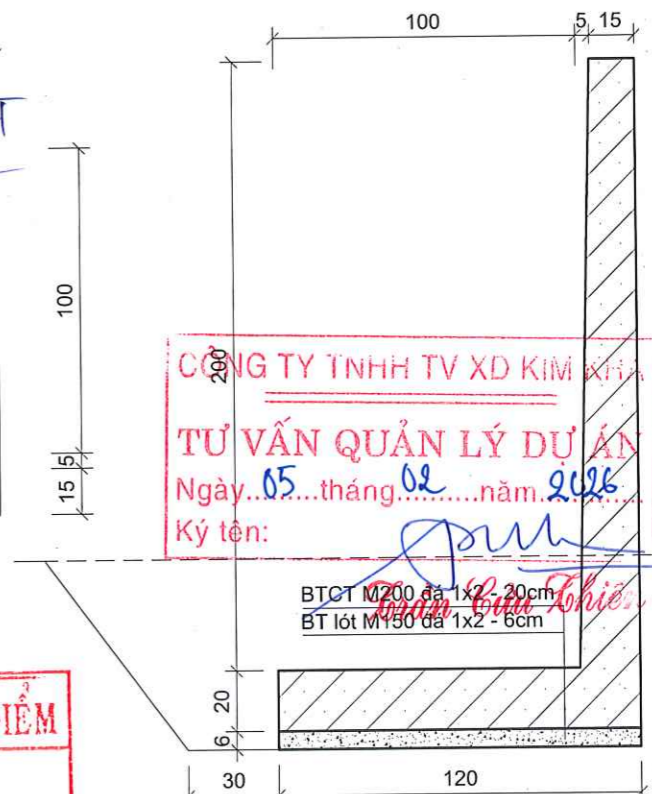 100 5 15
100
200
CÔNG TY TNHH TV XD KIM
TƯ VẤN QUẢN LÝ DỰ ÁN
5
15
Ngày..05...tháng..02......năm..2026......
Ký tên:
BTCT M200 đá 1x2 - 20cm
BT lót M150 đá 1x2 - 6cm
Trần Cửu Thiên
ĐIỂM
20
6
30 120